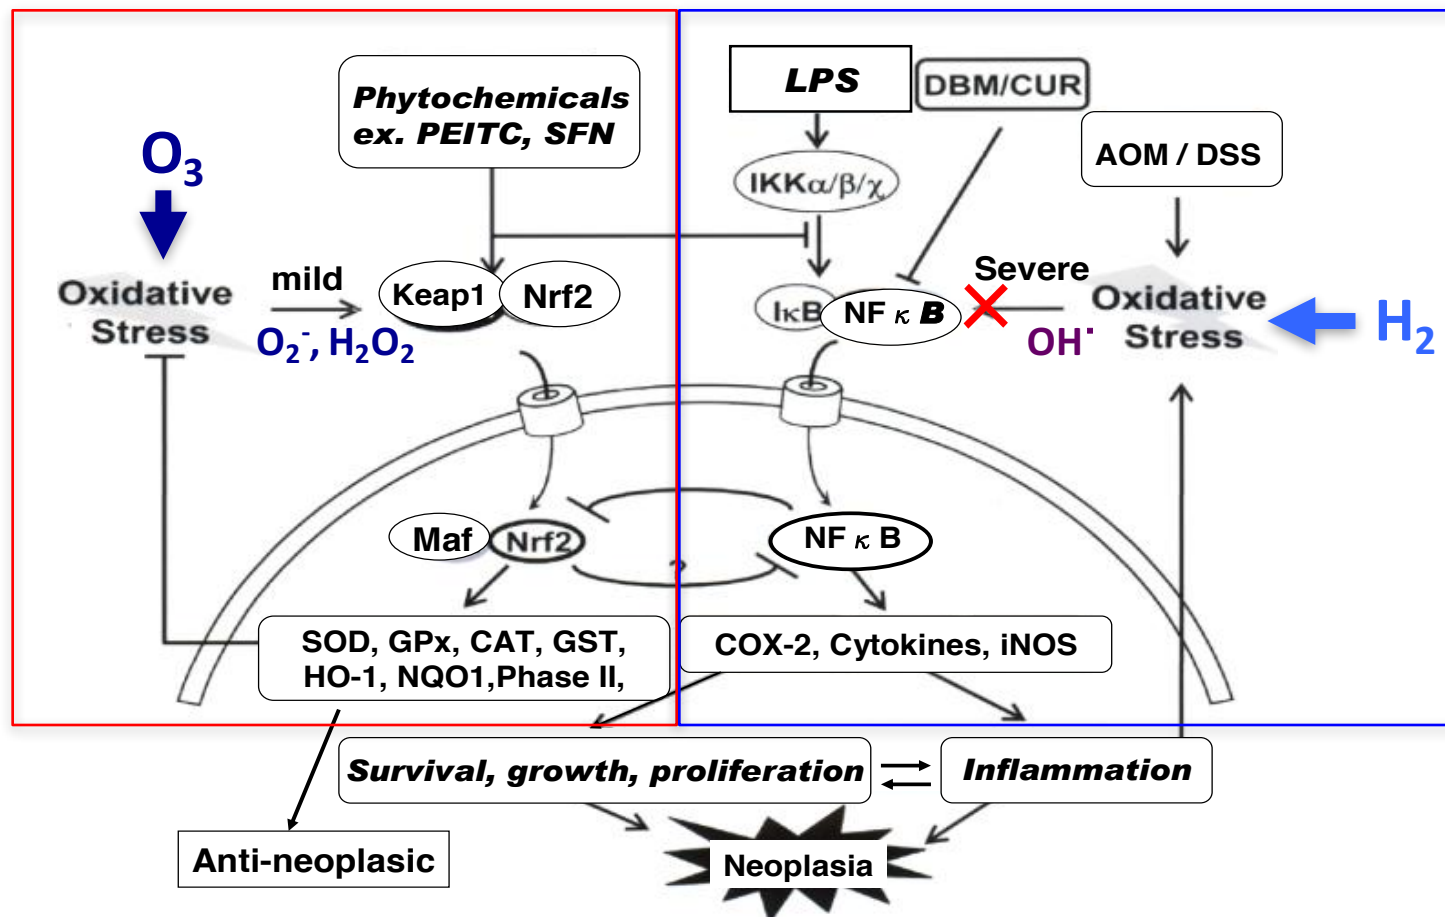 Phytochemicals
ex. PEITC, SFN
O3
Oxidative
Stress
mild
O2-, H2O2
Keap1
Nrf2
LPS
DBM/CUR
AOM / DSS
IKKα/β/χ
IκB
NF κ B
Severe
OH·
Oxidative
Stress
H2
Maf
Nrf2
?
NF κ B
SOD, GPx, CAT, GST,
HO-1, NQO1,Phase II,
COX-2, Cytokines, iNOS
Survival, growth, proliferation
Inflammation
Anti-neoplasic
Neoplasia